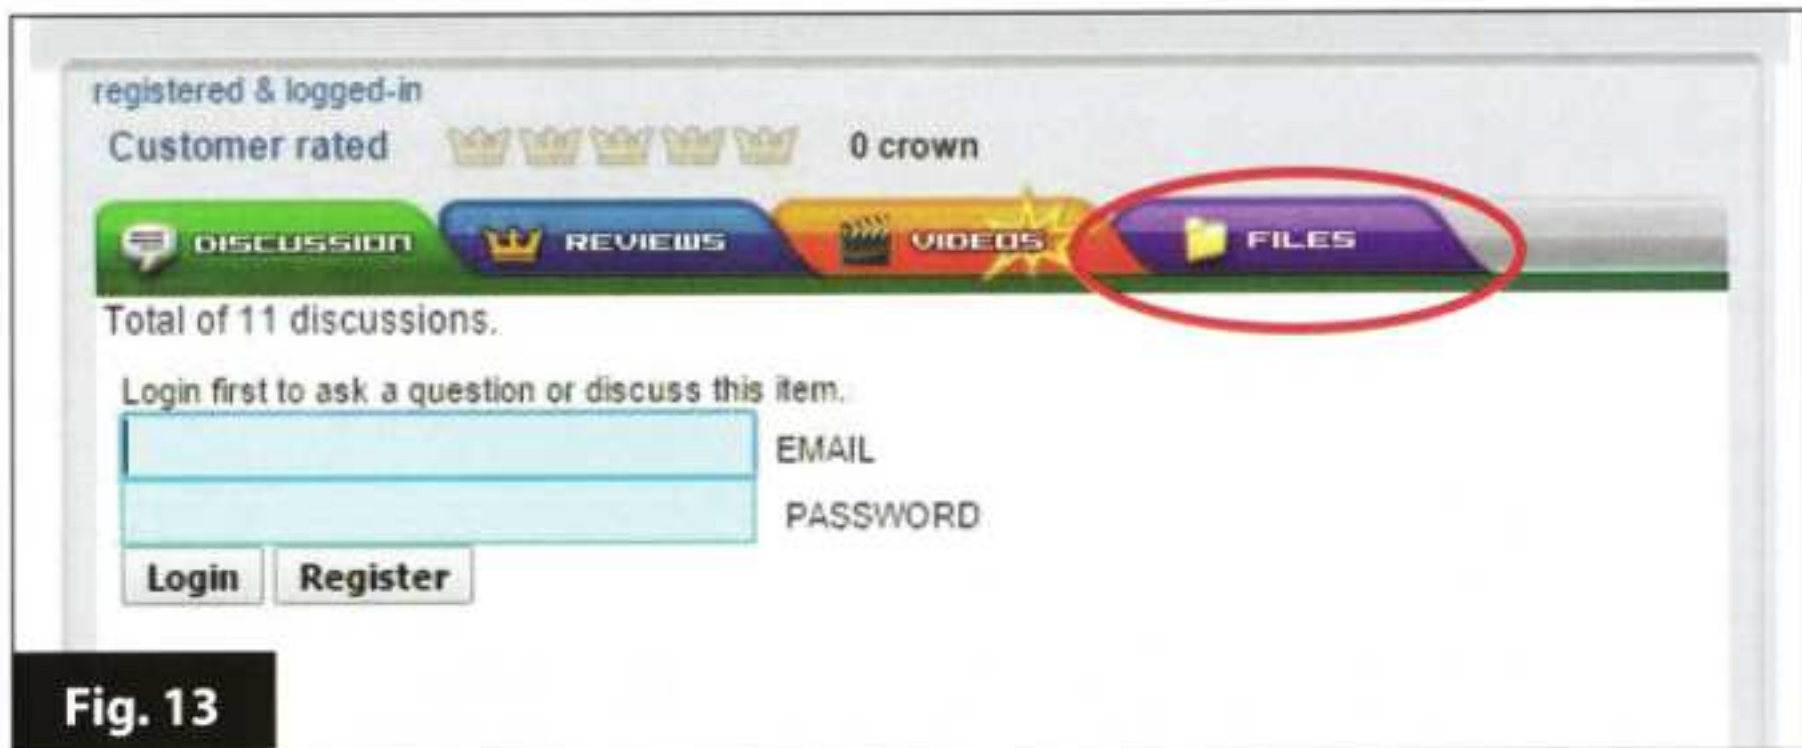 registered & logged-in
Customer rated 0 crown
DISCUSSION REVIEWS VIDEOS FILES
Total of 11 discussions.
Login first to ask a question or discuss this item.
EMAIL
PASSWORD
Login Register
Fig. 13